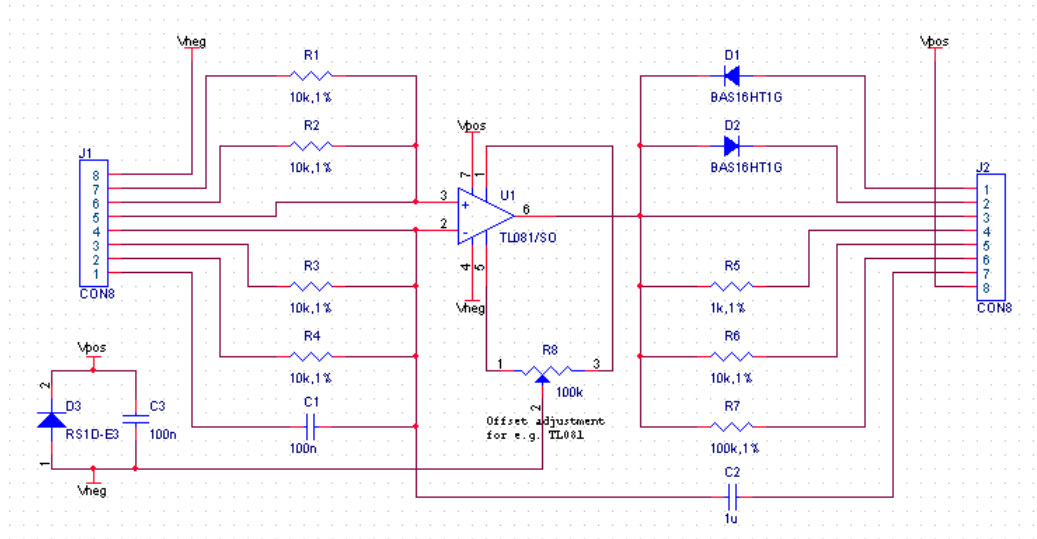 Vneg
R1
10k,1%
R2
10k,1%
J1
8
7
6
5
4
3
2
1
CON8
R3
10k,1%
R4
10k,1%
C1
100n
Vpos
7
1
3
+
2
-
U1
6
TL081/SO
4
5
Vneg
R8
1
3
2
100k
Offset adjustment
for e.g. TL081
Vpos
2
D3
RS1D-E3
1
C3
100n
Vneg
D1
BAS16HT1G
D2
BAS16HT1G
Vpos
J2
1
2
3
4
5
6
7
8
CON8
R5
1k,1%
R6
10k,1%
R7
100k,1%
C2
1u